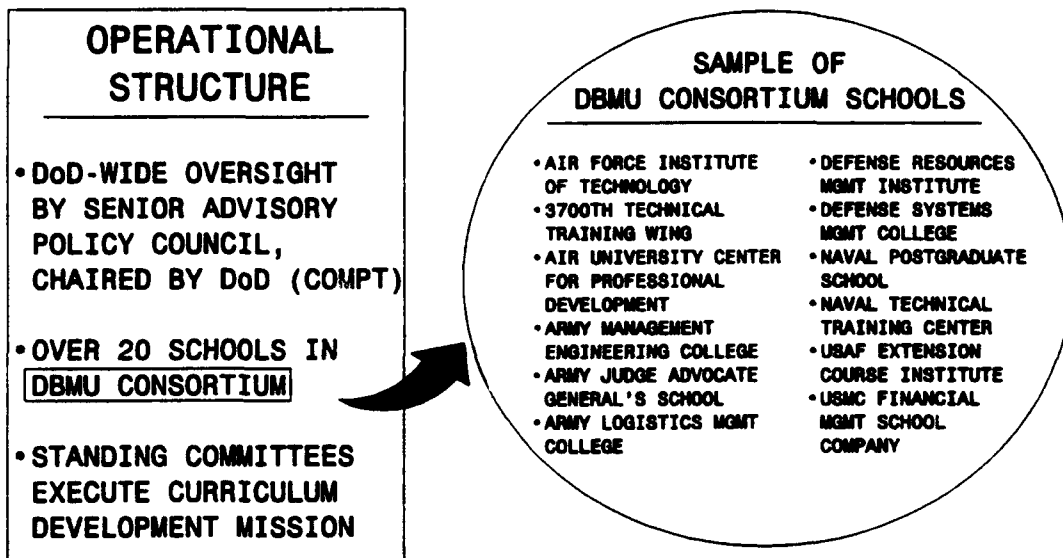 OPERATIONAL
STRUCTURE
•DoD-WIDE OVERSIGHT
BY SENIOR ADVISORY
POLICY COUNCIL,
CHAIRED BY DoD (COMPT)
•OVER 20 SCHOOLS IN
DBMU CONSORTIUM
•STANDING COMMITTEES
EXECUTE CURRICULUM
DEVELOPMENT MISSION
SAMPLE OF
DBMU CONSORTIUM SCHOOLS
•AIR FORCE INSTITUTE
OF TECHNOLOGY
•3700TH TECHNICAL
TRAINING WING
•AIR UNIVERSITY CENTER
FOR PROFESSIONAL
DEVELOPMENT
•ARMY MANAGEMENT
ENGINEERING COLLEGE
•ARMY JUDGE ADVOCATE
GENERAL'S SCHOOL
•ARMY LOGISTICS MGMT
COLLEGE
•DEFENSE RESOURCES
MGMT INSTITUTE
•DEFENSE SYSTEMS
MGMT COLLEGE
•NAVAL POSTGRADUATE
SCHOOL
•NAVAL TECHNICAL
TRAINING CENTER
•USAF EXTENSION
COURSE INSTITUTE
•USMC FINANCIAL
MGMT SCHOOL
COMPANY